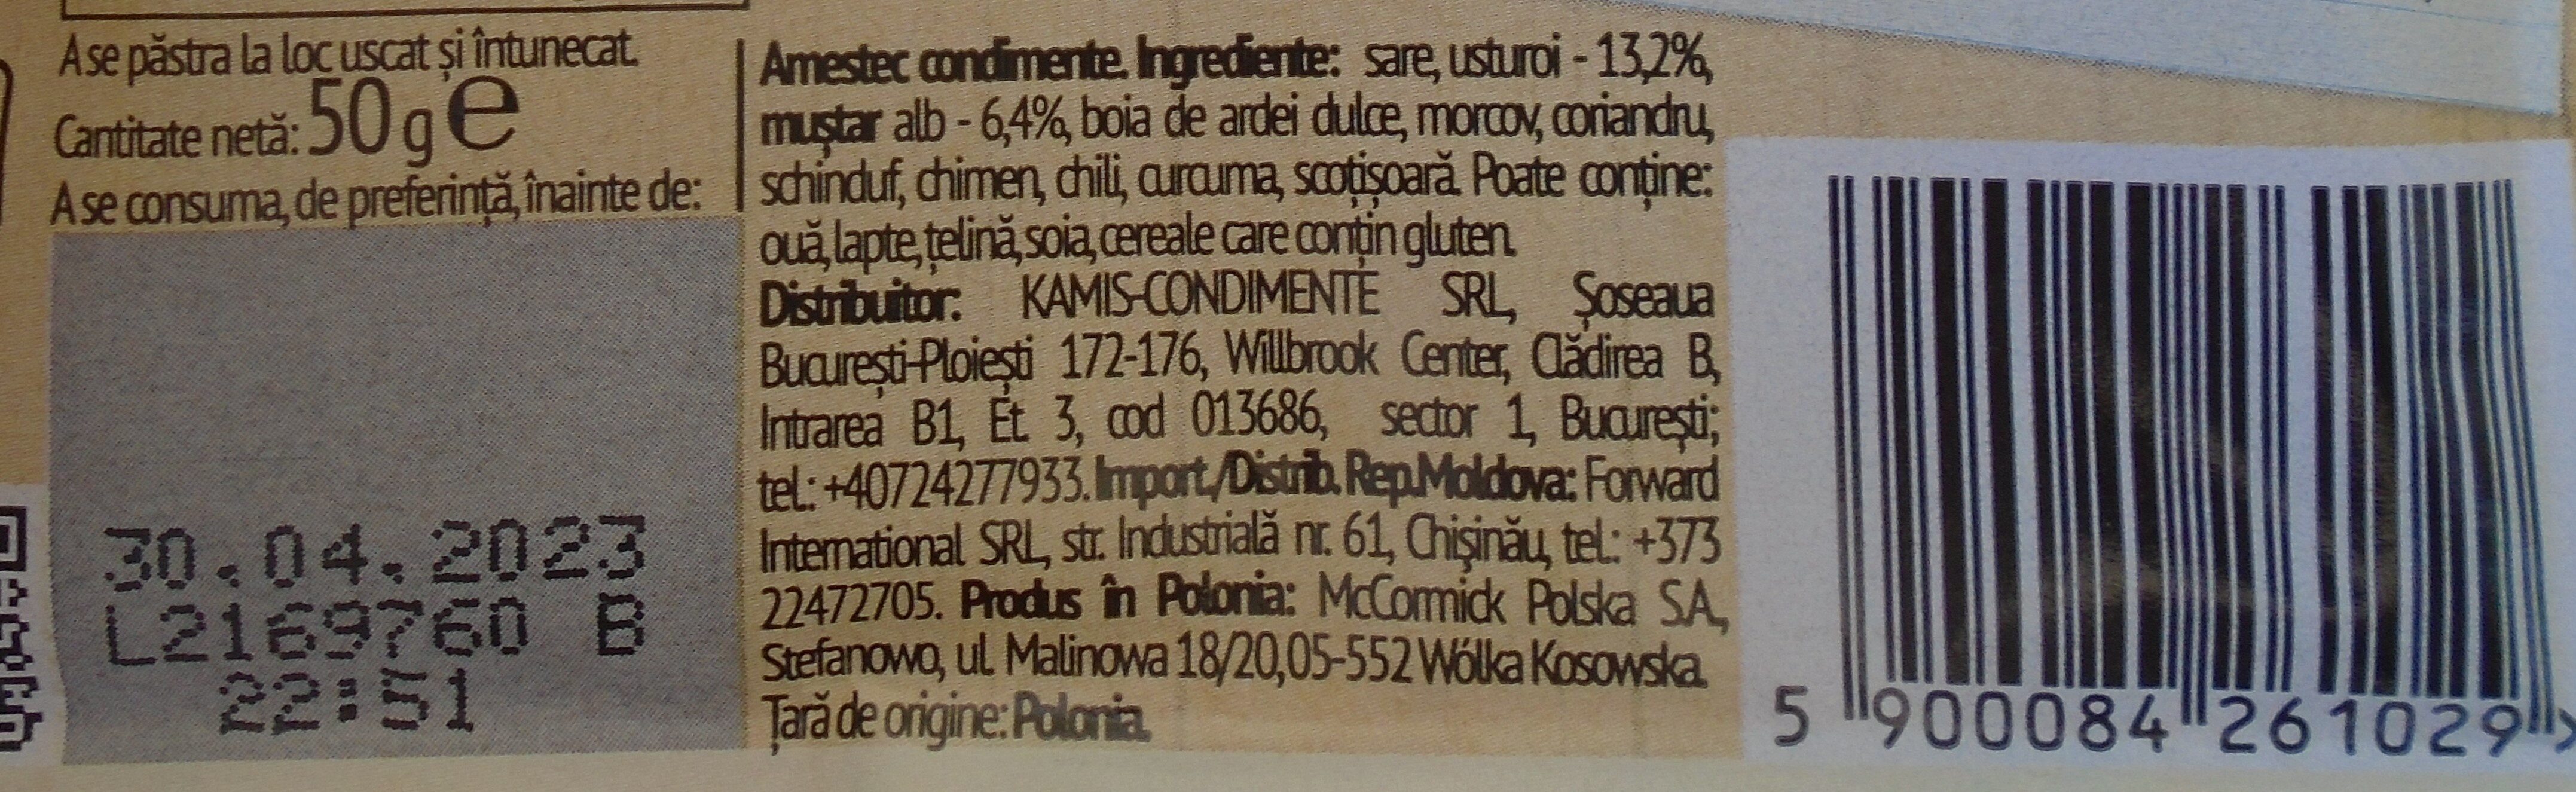 A se păstra la loc uscat și întunecat.
Cantitate netă: 50 g e
A se consuma, de preferință, înainte de:
30.04.2023
L2169760 B
22:51
Amestec condimente. Ingrediente: sare, usturoi - 13,2%,
muștar alb - 6,4%, boia de ardei dulce, morcov, coriandru,
schinduf, chimen, chili, curcuma, scoțișoară. Poate conține:
ouă, lapte, țelină, soia, cereale care conțin gluten.
Distribuitor: KAMIS-CONDIMENTE SRL, Șoseaua
București-Ploiești 172-176, Willbrook Center, Clădirea B,
Intrarea B1, Et. 3, cod 013686, sector 1, București;
tel.: +40724277933. Import./Distrib. Rep.Moldova: Forward
International SRL, str. Industrială nr. 61, Chişinău, tel.: +373
22472705. Produs în Polonia: McCormick Polska S.A.,
Stefanowo, ul. Malinowa 18/20, 05-552 Wólka Kosowska.
Țară de origine: Polonia.
5 900084 261029 >